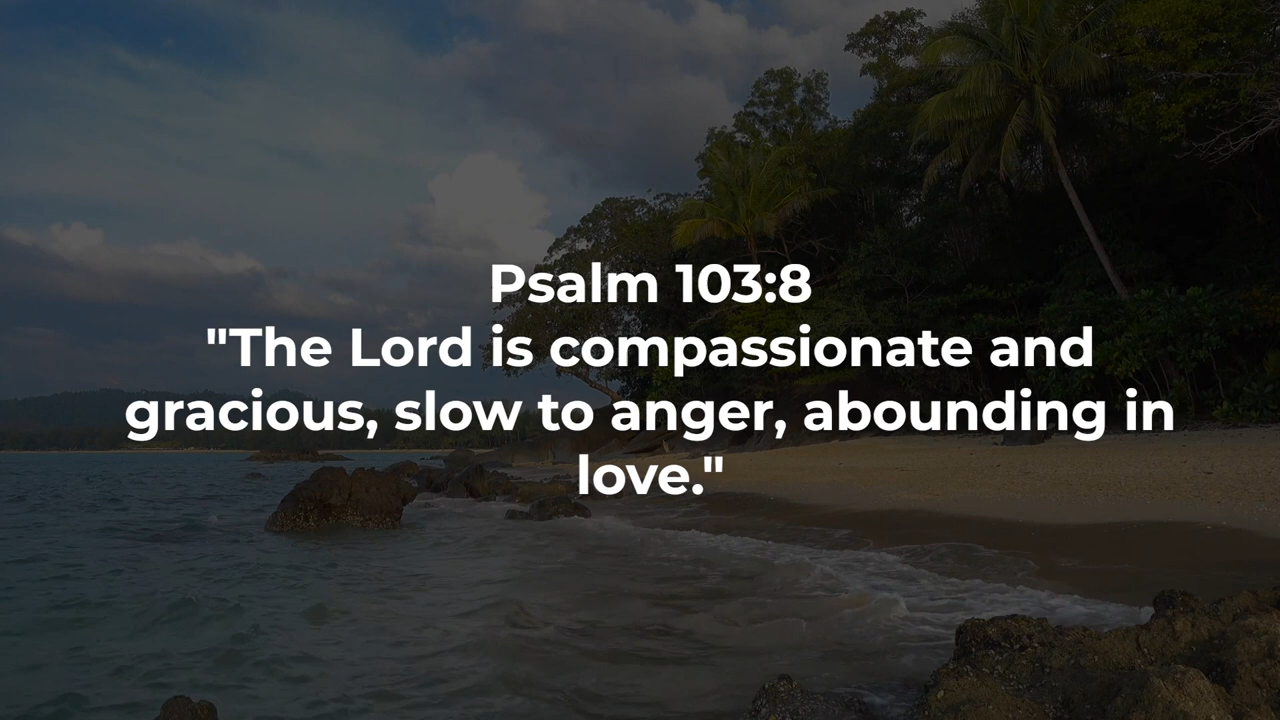 Psalm 103:8
"The Lord is compassionate and
gracious, slow to anger, abounding in
love."